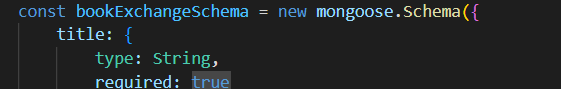 const bookExchangeSchema = new mongoose.Schema({
title: {
type: String,
required: true